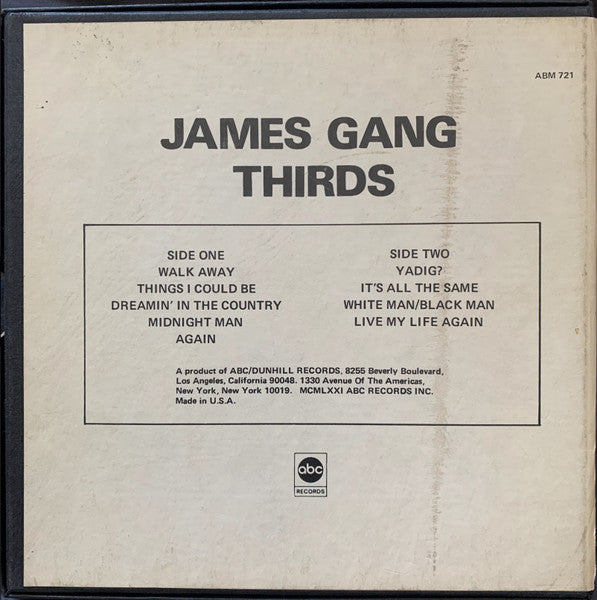 ABM 721
JAMES GANG
THIRDS
SIDE ONE
WALK AWAY
THINGS I COULD BE
DREAMIN' IN THE COUNTRY
MIDNIGHT MAN
AGAIN
SIDE TWO
YADIG?
IT'S ALL THE SAME
WHITE MAN/BLACK MAN
LIVE MY LIFE AGAIN
A product of ABC/DUNHILL RECORDS, 8255 Beverly Boulevard,
Los Angeles, California 90048. 1330 Avenue Of The Americas,
New York, New York 10019. MCMLXXI ABC RECORDS INC.
Made in U.S.A.
abc
RECORDS